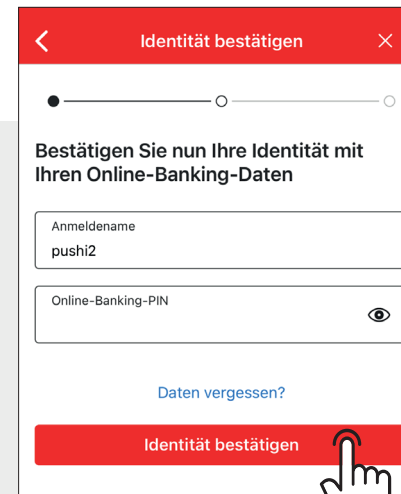 Identität bestätigen
Bestätigen Sie nun Ihre Identität mit
Ihren Online-Banking-Daten
Anmeldename
pushi2
Online-Banking-PIN
Daten vergessen?
Identität bestätigen